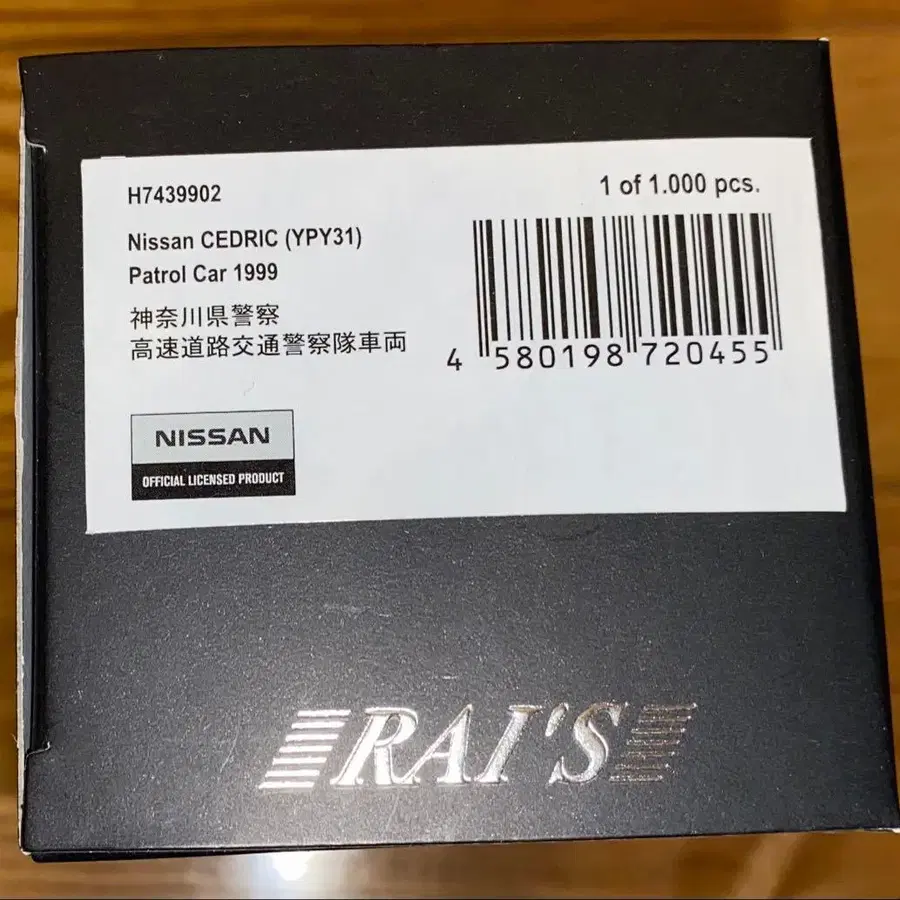 H7439902
1 of 1.000 pcs.
Nissan CEDRIC (YPY31)
Patrol Car 1999
神奈川県警察
高速道路交通警察隊車両
4 580198 720455
NISSAN
OFFICIAL LICENSED PRODUCT
RAI'S